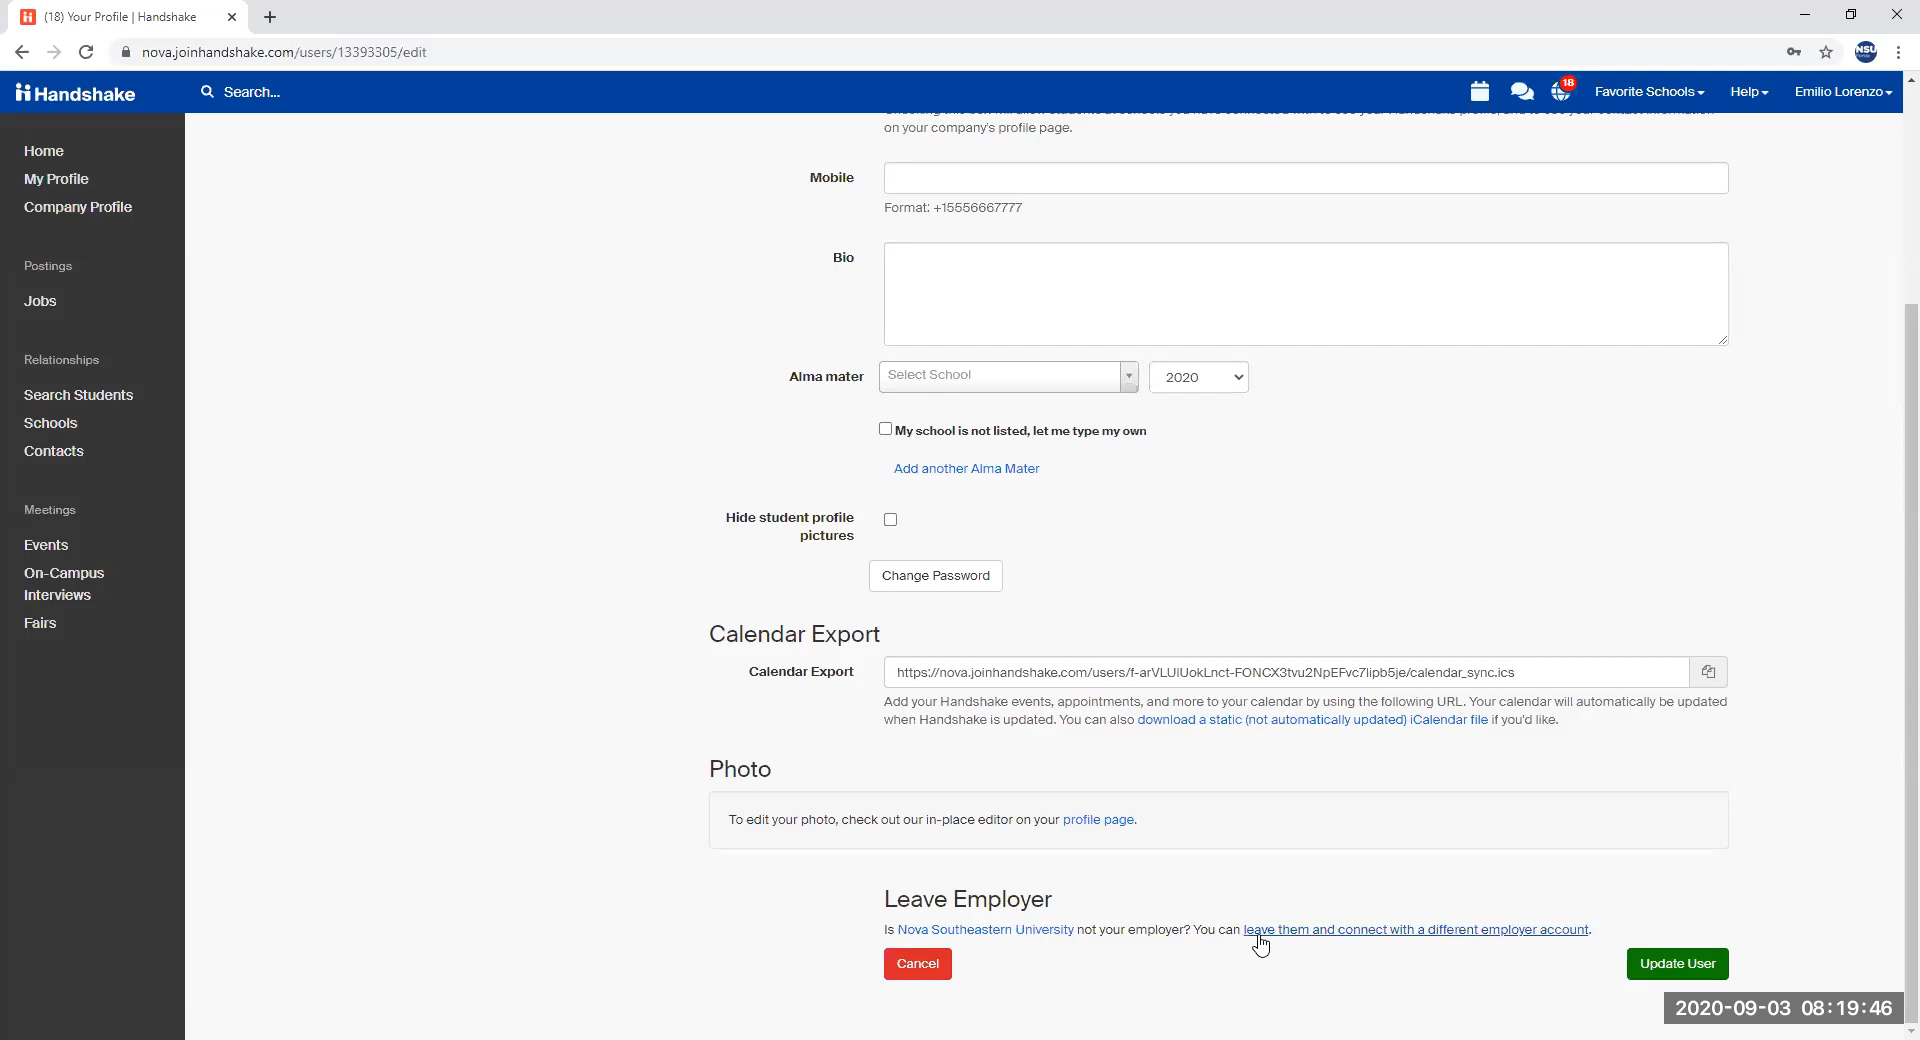 (18) Your Profile | Handshake
nova.joinhandshake.com/users/13393305/edit
Handshake
Search...
18
Favorite Schools
Help
Emilio Lorenzo
NSU
Home
My Profile
Company Profile
Postings
Jobs
Relationships
Search Students
Schools
Contacts
Meetings
Events
On-Campus
Interviews
Fairs
on your company's profile page.
Mobile
Format: +15556667777
Bio
Alma mater
Select School
2020
My school is not listed, let me type my own
Add another Alma Mater
Hide student profile
pictures
Change Password
Calendar Export
Calendar Export
https://nova.joinhandshake.com/users/f-arVLUlUokLnct-FONCX3tvu2NpEFvc7lipb5je/calendar_sync.ics
Add your Handshake events, appointments, and more to your calendar by using the following URL. Your calendar will automatically be updated
when Handshake is updated. You can also download a static (not automatically updated) iCalendar file if you'd like.
Photo
To edit your photo, check out our in-place editor on your profile page.
Leave Employer
Is Nova Southeastern University not your employer? You can leave them and connect with a different employer account.
Cancel
Update User
2020-09-03 08:19:46